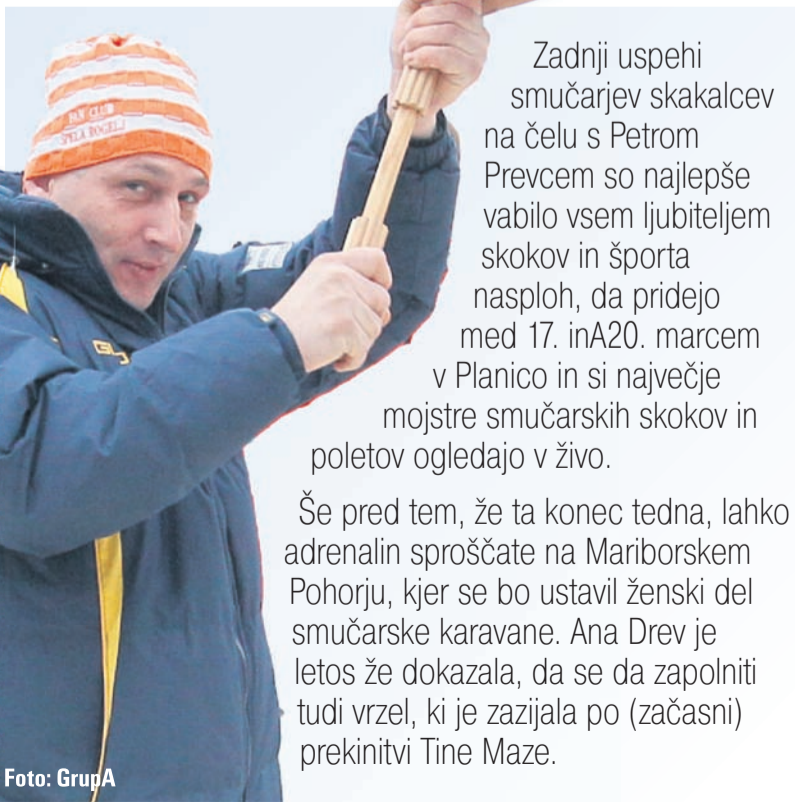 FAN CLUB
ŠPELA ROGELJ
Zadnji uspehi
smučarjev skakalcev
na čelu s Petrom
Prevcem so najlepše
vabilo vsem ljubiteljem
skokov in športa
nasploh, da pridejo
med 17. inA20. marcem
v Planico in si največje
mojstre smučarskih skokov in
poletov ogledajo v živo.
Še pred tem, že ta konec tedna, lahko
adrenalin sproščate na Mariborskem
Pohorju, kjer se bo ustavil ženski del
smučarske karavane. Ana Drev je
letos že dokazala, da se da zapolniti
tudi vrzel, ki je zazijala po (začasni)
prekinitvi Tine Maze.
Foto: GrupA